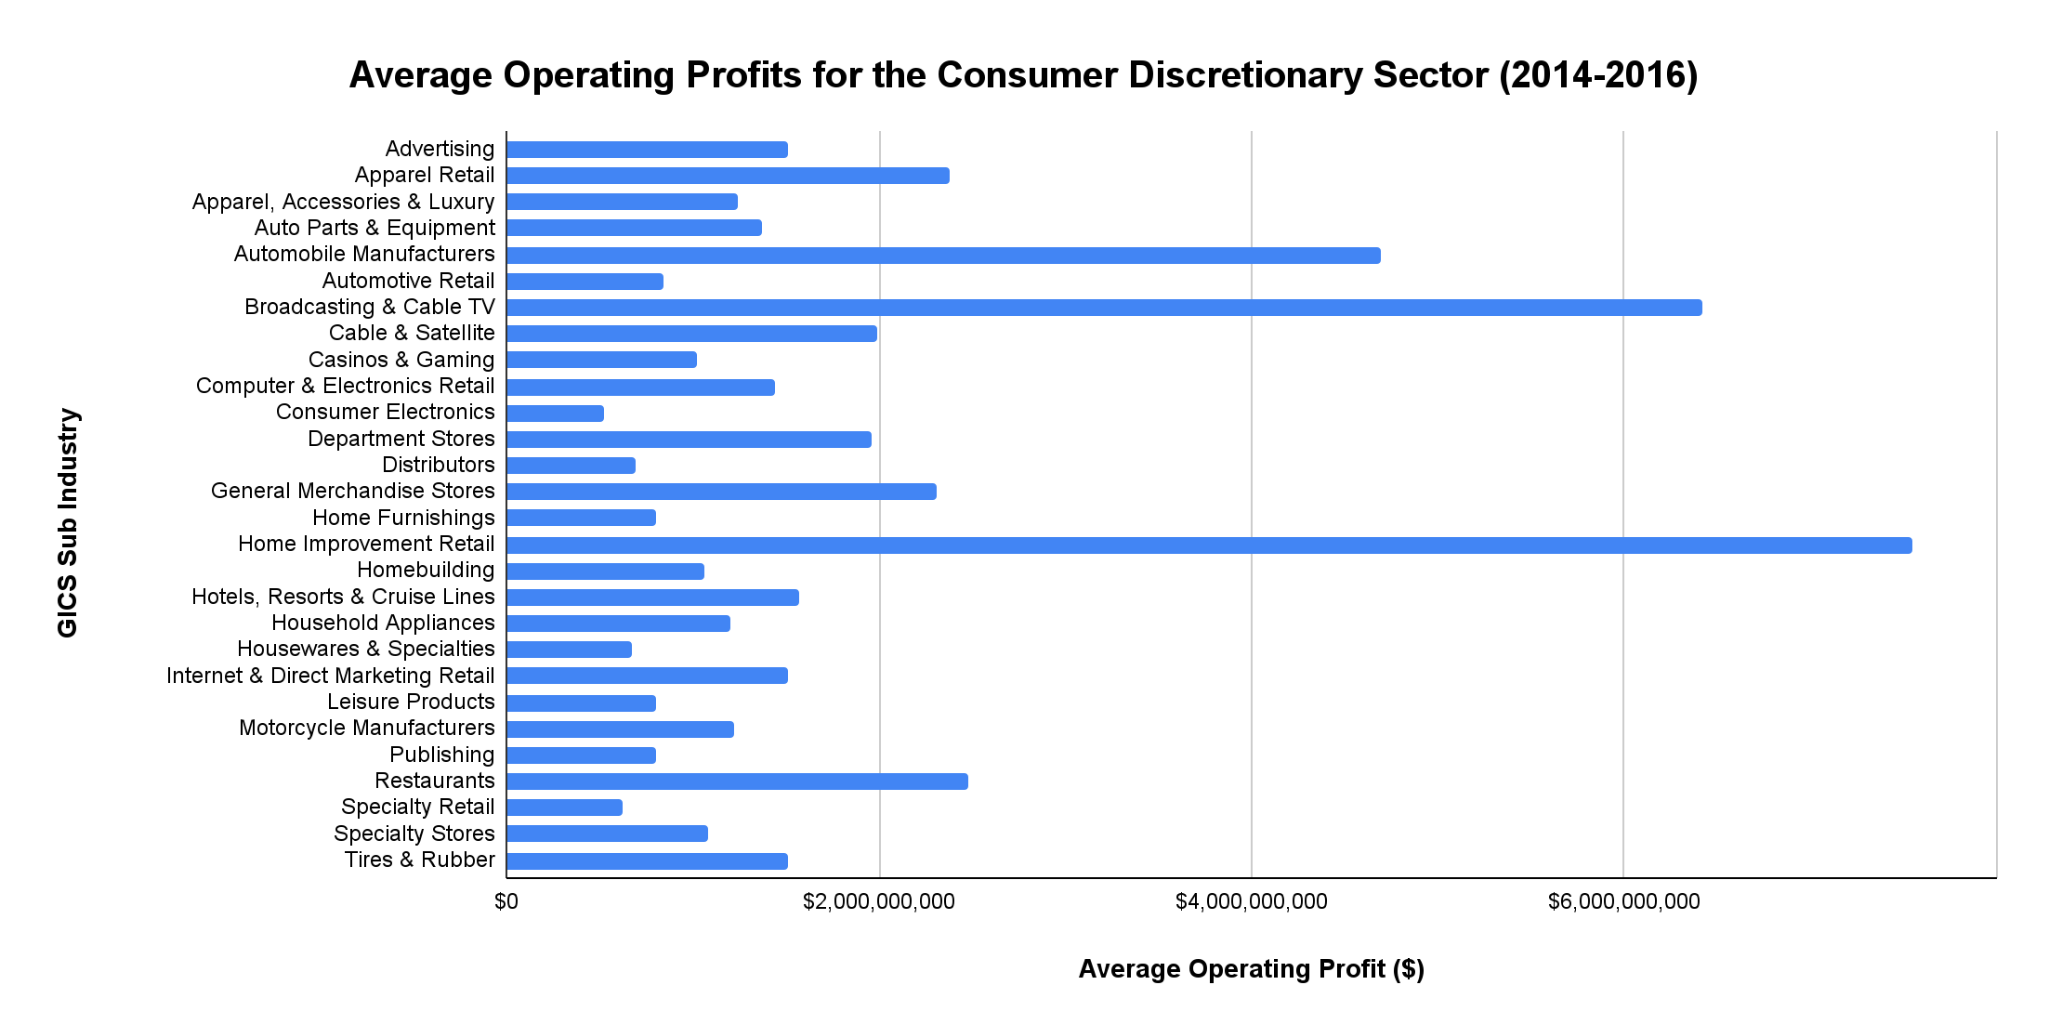 Average Operating Profits for the Consumer Discretionary Sector (2014-2016)
GICS Sub Industry
Advertising
Apparel Retail
Apparel, Accessories & Luxury
Auto Parts & Equipment
Automobile Manufacturers
Automotive Retail
Broadcasting & Cable TV
Cable & Satellite
Casinos & Gaming
Computer & Electronics Retail
Consumer Electronics
Department Stores
Distributors
General Merchandise Stores
Home Furnishings
Home Improvement Retail
Homebuilding
Hotels, Resorts & Cruise Lines
Household Appliances
Housewares & Specialties
Internet & Direct Marketing Retail
Leisure Products
Motorcycle Manufacturers
Publishing
Restaurants
Specialty Retail
Specialty Stores
Tires & Rubber
$0 $2,000,000,000 $4,000,000,000 $6,000,000,000
Average Operating Profit ($)